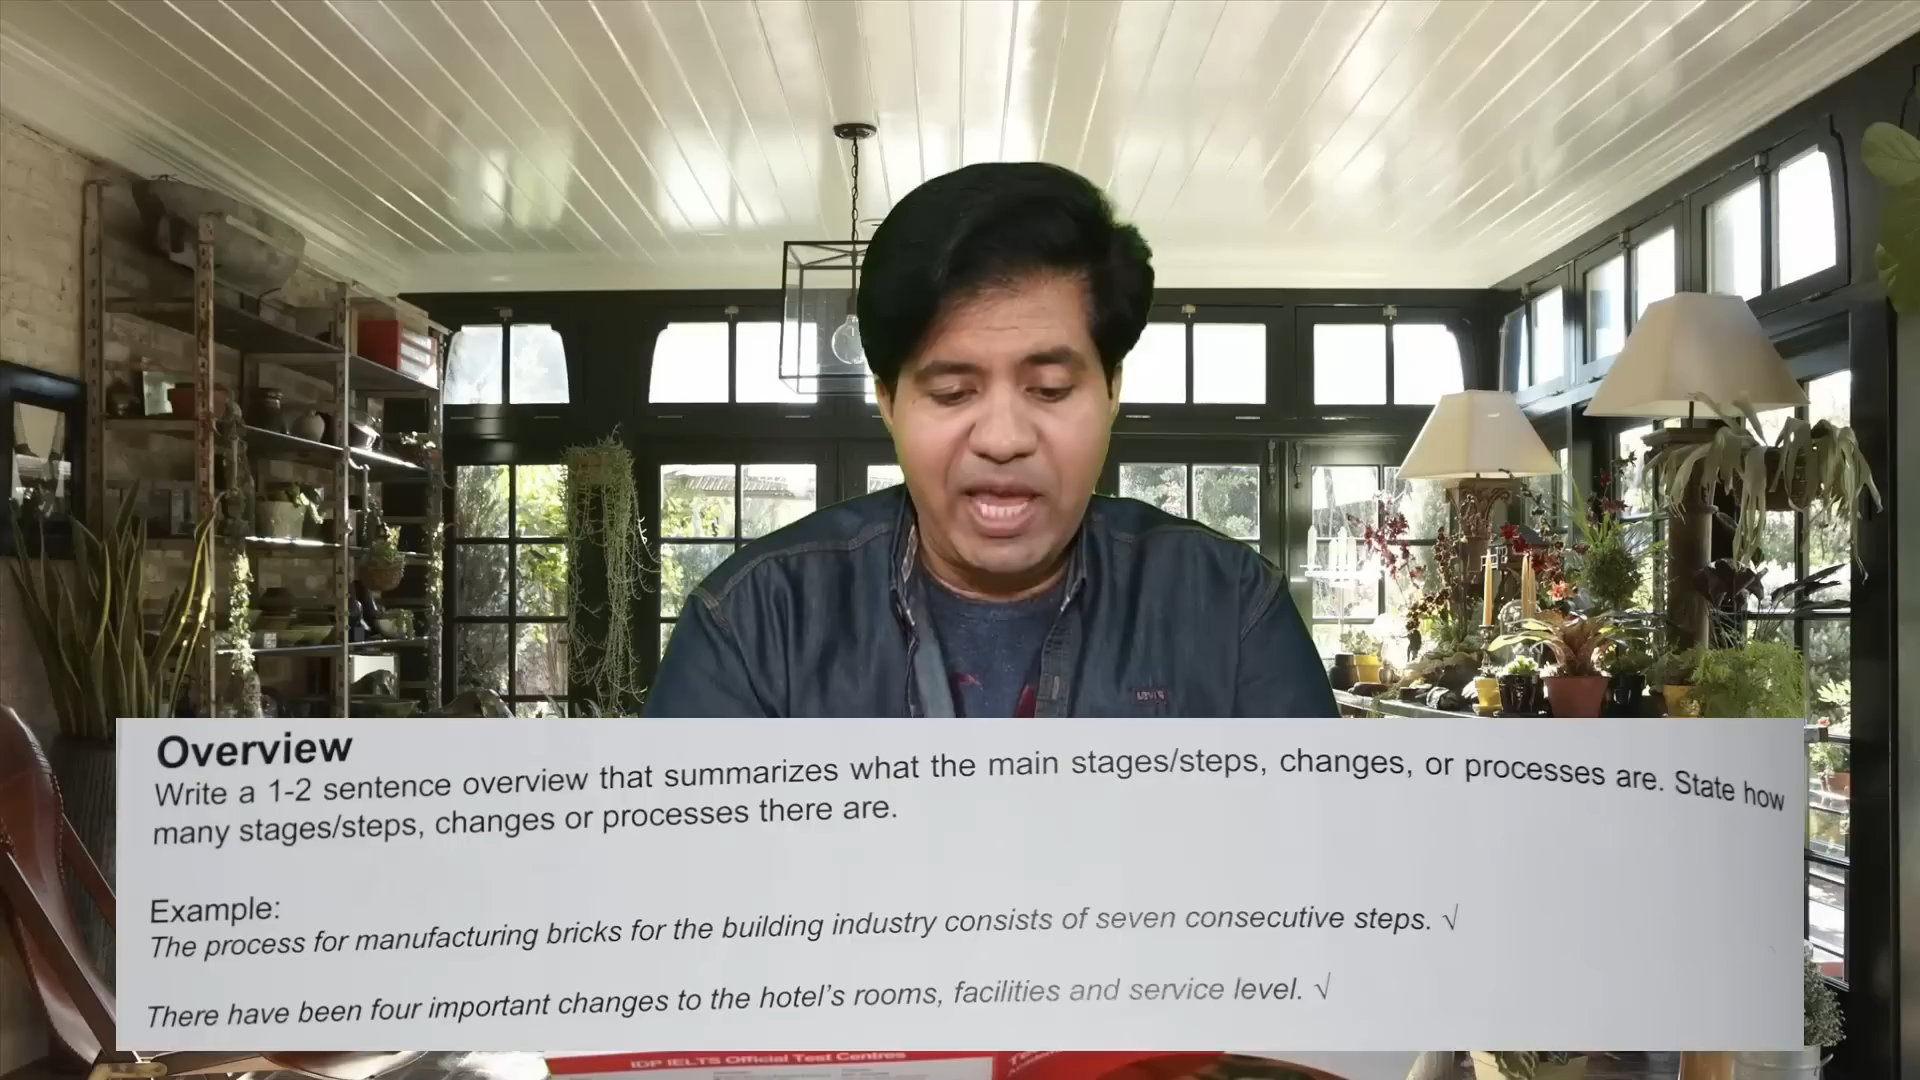 Overview
Write a 1-2 sentence overview that summarizes what the main stages/steps, changes, or processes are. State how
many stages/steps, changes or processes there are.
Example:
The process for manufacturing bricks for the building industry consists of seven consecutive steps. √
There have been four important changes to the hotel's rooms, facilities and service level. √
IDP IELTS Official Test Centres